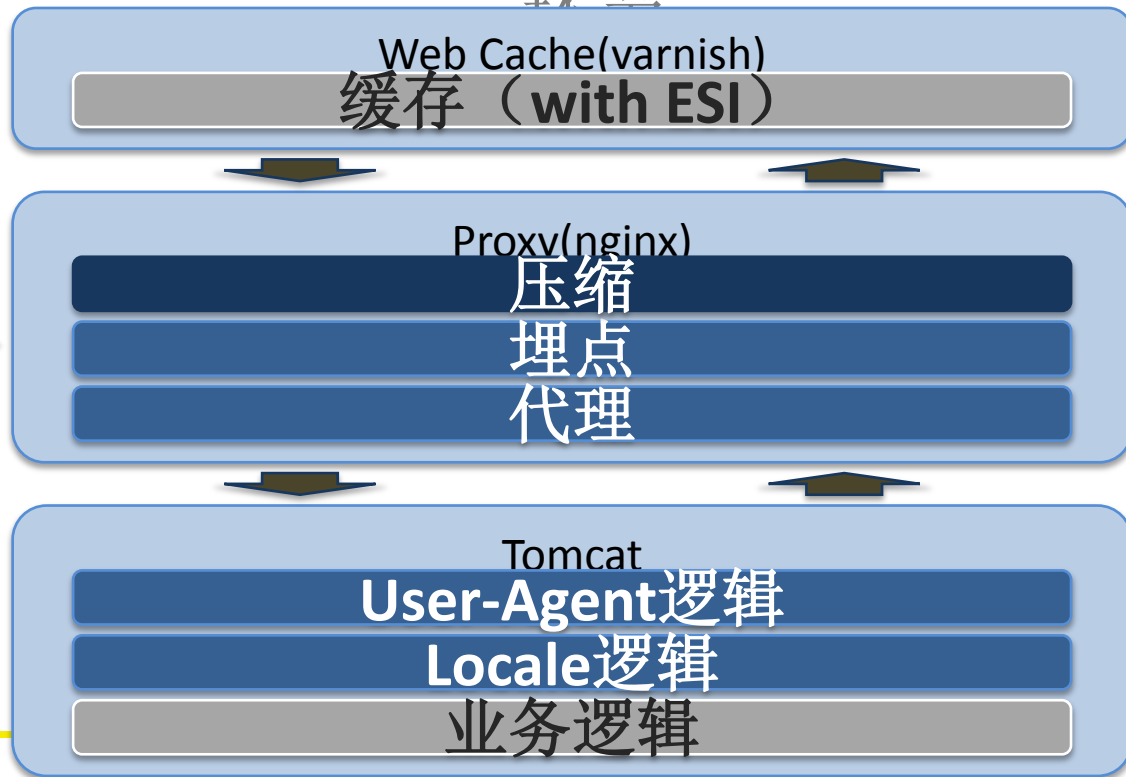 Web Cache(varnish)
缓存（with ESI）
Proxy(nginx)
压缩
埋点
代理
Tomcat
User-Agent逻辑
Locale逻辑
业务逻辑